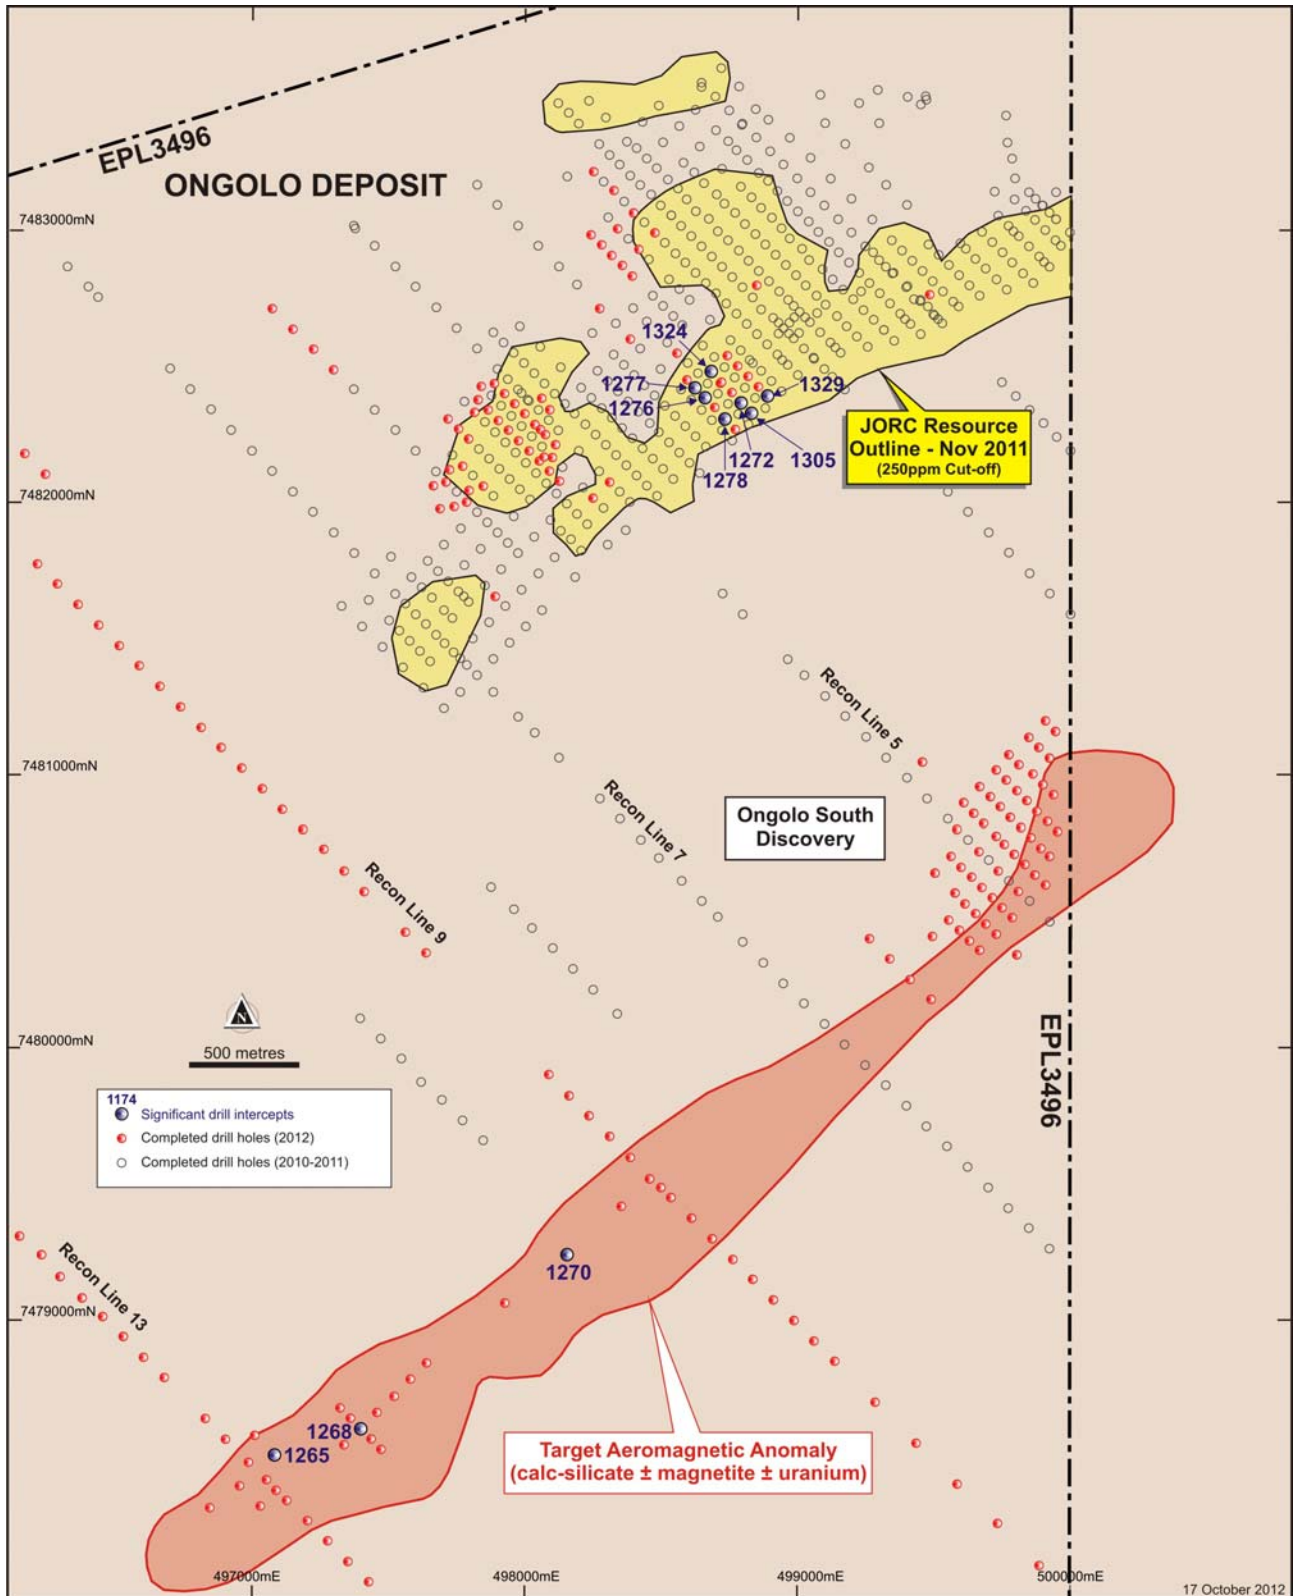 EPL3496
ONGOLO DEPOSIT
7483000mN
1324
1277
1276
1329
1278
1272
1305
JORC Resource
Outline - Nov 2011
(250ppm Cut-off)
7482000mN
Recon Line 5
7481000mN
Recon Line 7
Ongolo South
Discovery
Recon Line 9
N
500 metres
7480000mN
EPL3496
1174
Significant drill intercepts
Completed drill holes (2012)
Completed drill holes (2010-2011)
Recon Line 13
1270
7479000mN
1268
1265
Target Aeromagnetic Anomaly
(calc-silicate ± magnetite ± uranium)
497000mE
498000mE
499000mE
500000mE
17 October 2012